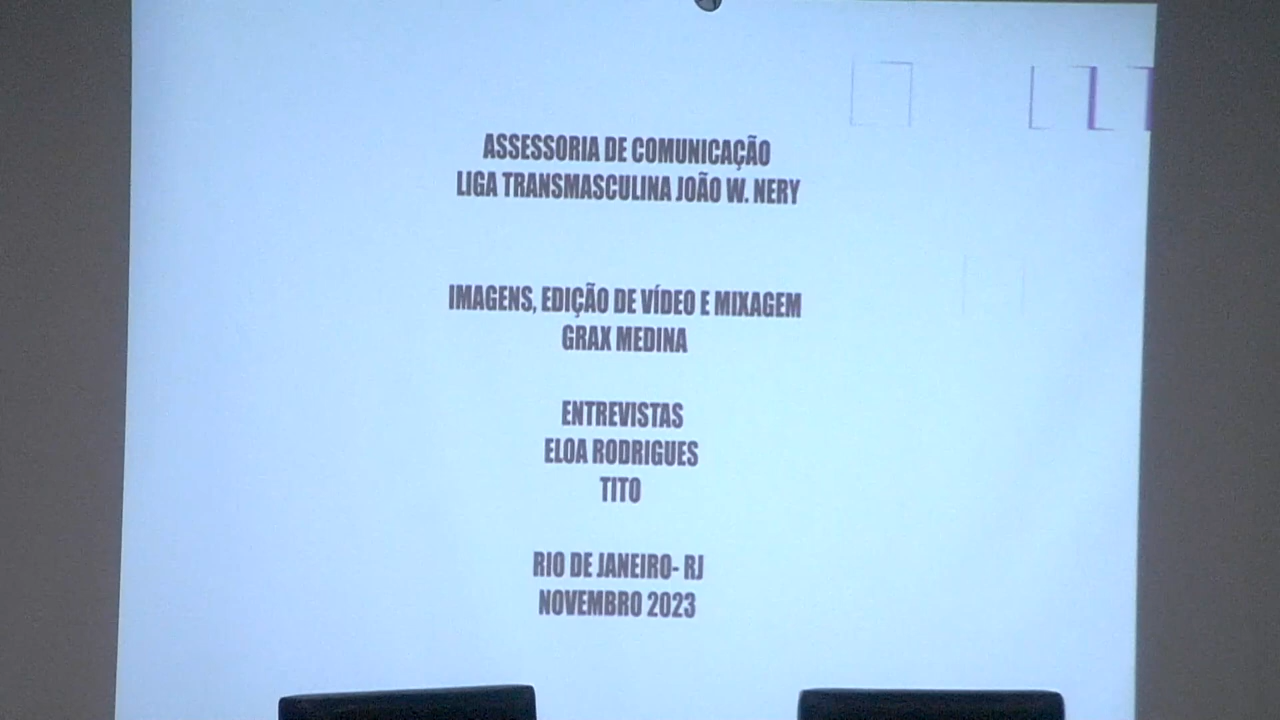 ASSESSORIA DE COMUNICAÇÃO
LIGA TRANSMASCULINA JOÃO W. NERY
IMAGENS, EDIÇÃO DE VÍDEO E MIXAGEM
GRAX MEDINA
ENTREVISTAS
ELOA RODRIGUES
TITO
RIO DE JANEIRO- RJ
NOVEMBRO 2023